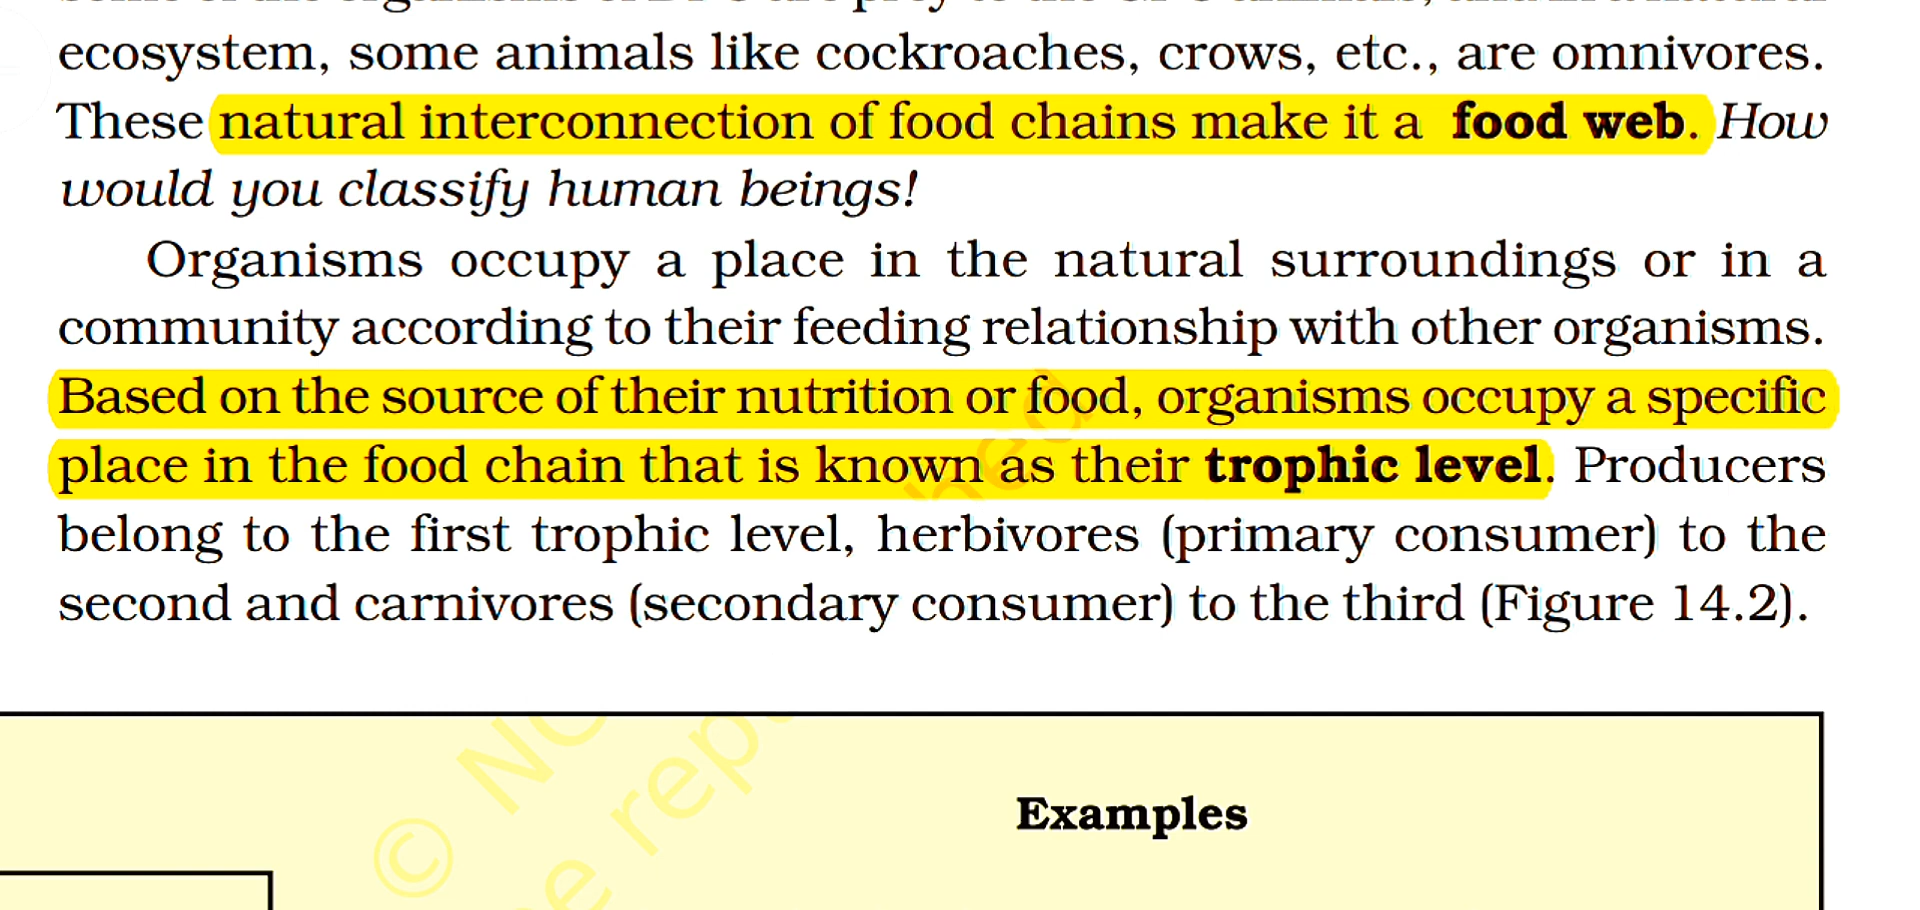 ecosystem, some animals like cockroaches, crows, etc., are omnivores.
These natural interconnection of food chains make it a food web. How
would you classify human beings!
Organisms occupy a place in the natural surroundings or in a
community according to their feeding relationship with other organisms.
Based on the source of their nutrition or food, organisms occupy a specific
place in the food chain that is known as their trophic level. Producers
belong to the first trophic level, herbivores (primary consumer) to the
second and carnivores (secondary consumer) to the third (Figure 14.2).
Examples